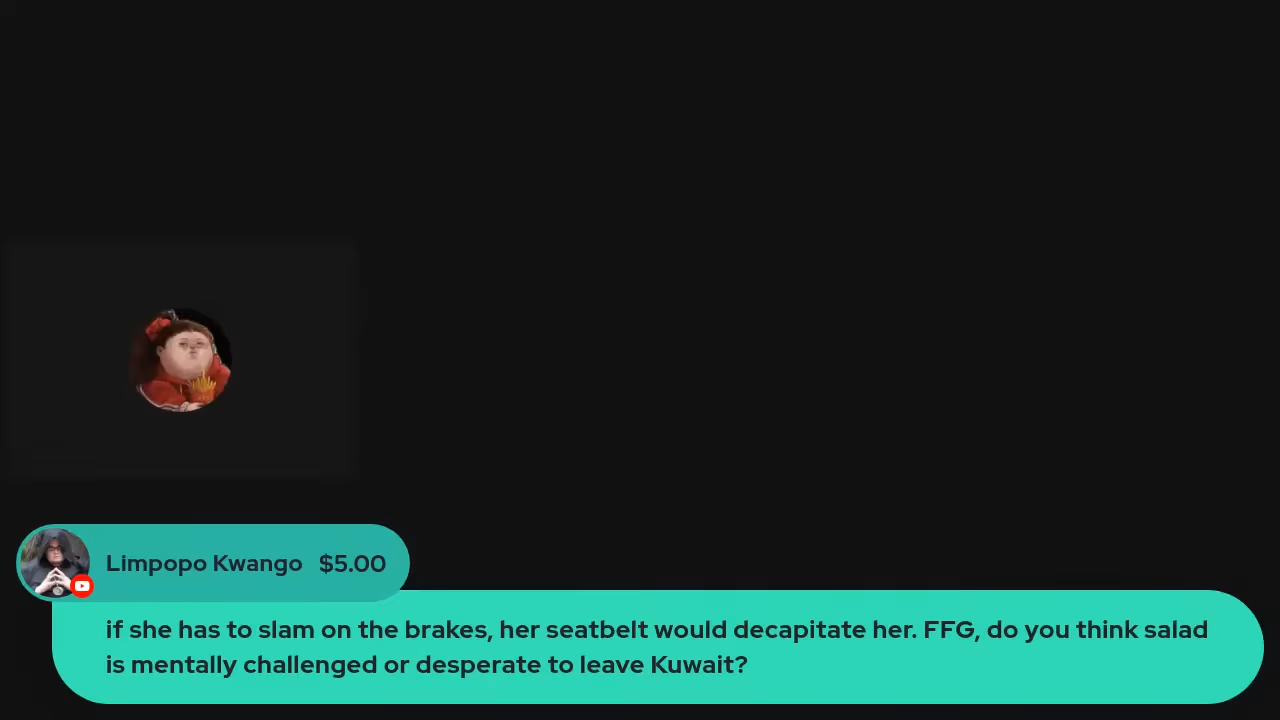 Limpopo Kwango $5.00
if she has to slam on the brakes, her seatbelt would decapitate her. FFG, do you think salad
is mentally challenged or desperate to leave Kuwait?